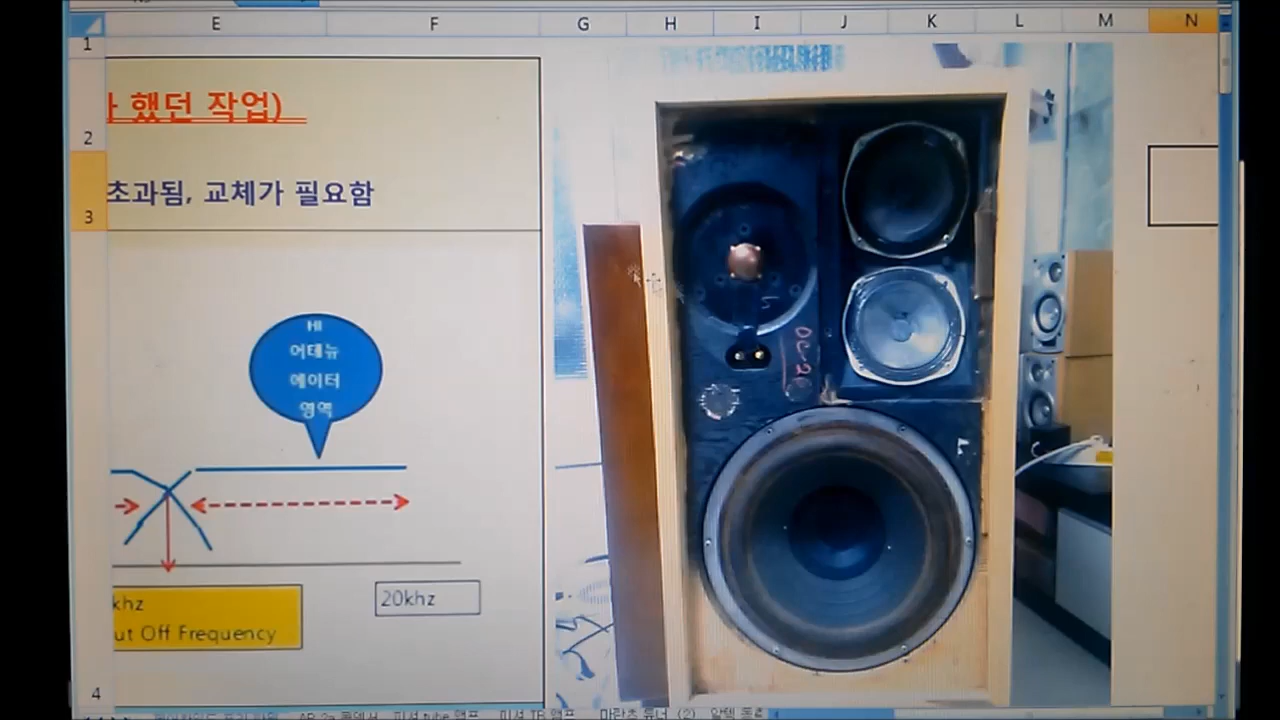 E F G H I J K L M N
1
했던 작업)
2
초과됨, 교체가 필요함
3
HI
어테뉴
에이터
영역
khz
ut Off Frequency
20khz
4